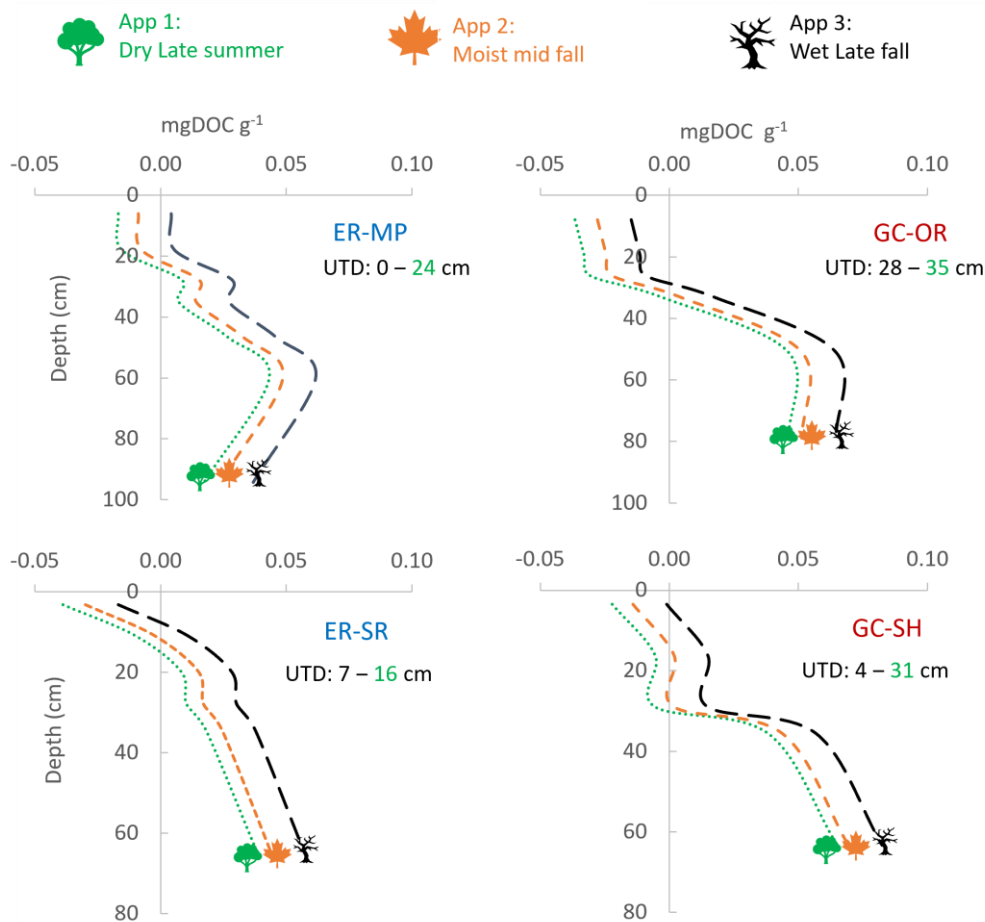 App 1:
Dry Late summer
App 2:
Moist mid fall
App 3:
Wet Late fall
mgDOC g-1
-0.05 0.00 0.05 0.10
0
20
40
60
80
100
Depth (cm)
ER-MP
UTD: 0 – 24 cm
mgDOC g-1
-0.05 0.00 0.05 0.10
0
20
40
60
80
100
GC-OR
UTD: 28 – 35 cm
-0.05 0.00 0.05 0.10
0
20
40
60
80
Depth (cm)
ER-SR
UTD: 7 – 16 cm
-0.05 0.00 0.05 0.10
0
20
40
60
80
GC-SH
UTD: 4 – 31 cm